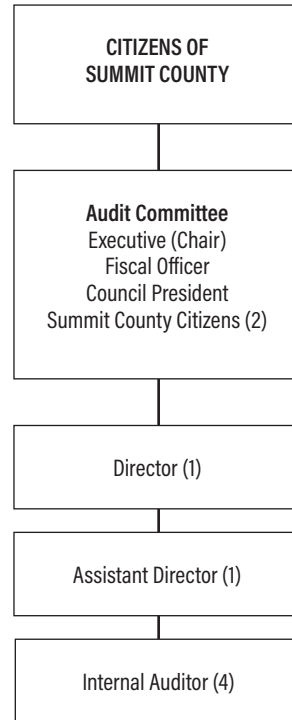 CITIZENS OF
SUMMIT COUNTY
Audit Committee
Executive (Chair)
Fiscal Officer
Council President
Summit County Citizens (2)
Director (1)
Assistant Director (1)
Internal Auditor (4)